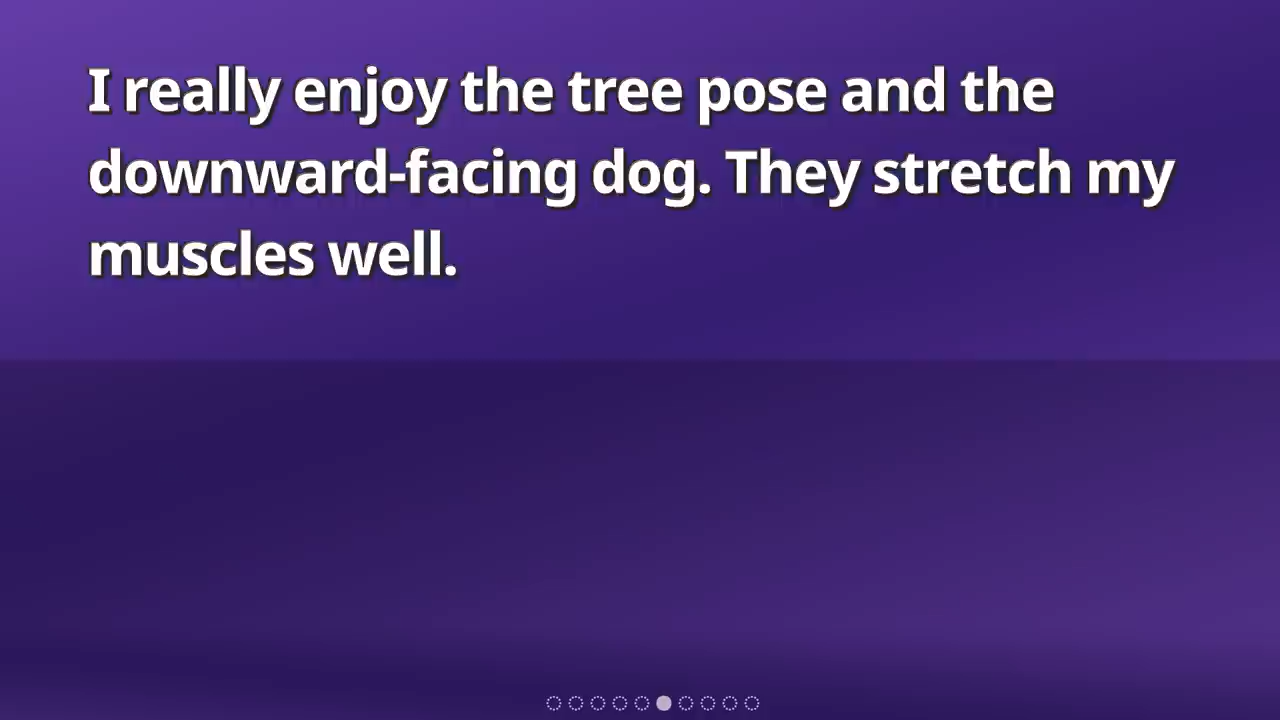 I really enjoy the tree pose and the
downward-facing dog. They stretch my
muscles well.